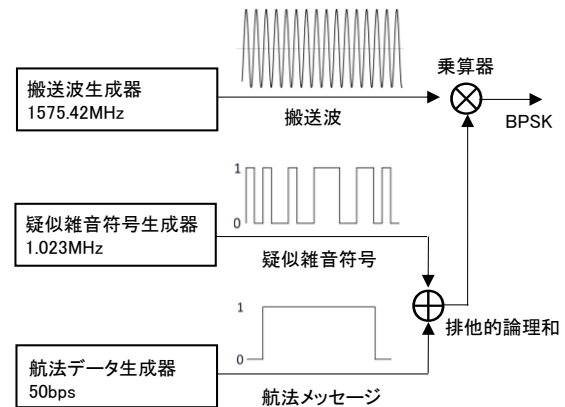 搬送波生成器
1575.42MHz
搬送波
乗算器
BPSK
1
0
疑似雑音符号生成器
1.023MHz
疑似雑音符号
1
0
排他的論理和
航法データ生成器
50bps
航法メッセージ